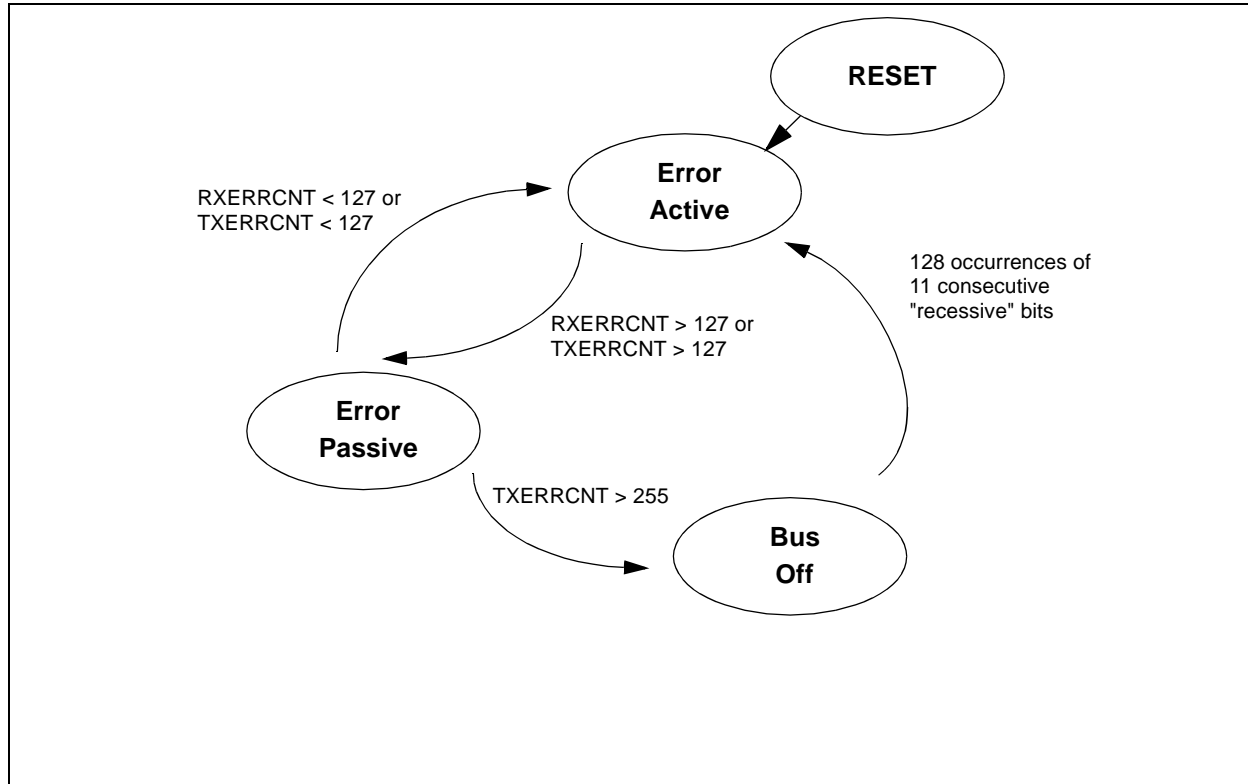 RESET
Error
Active
RXERRCNT < 127 or
TXERRCNT < 127
128 occurrences of
11 consecutive
"recessive" bits
RXERRCNT > 127 or
TXERRCNT > 127
Error
Passive
TXERRCNT > 255
Bus
Off